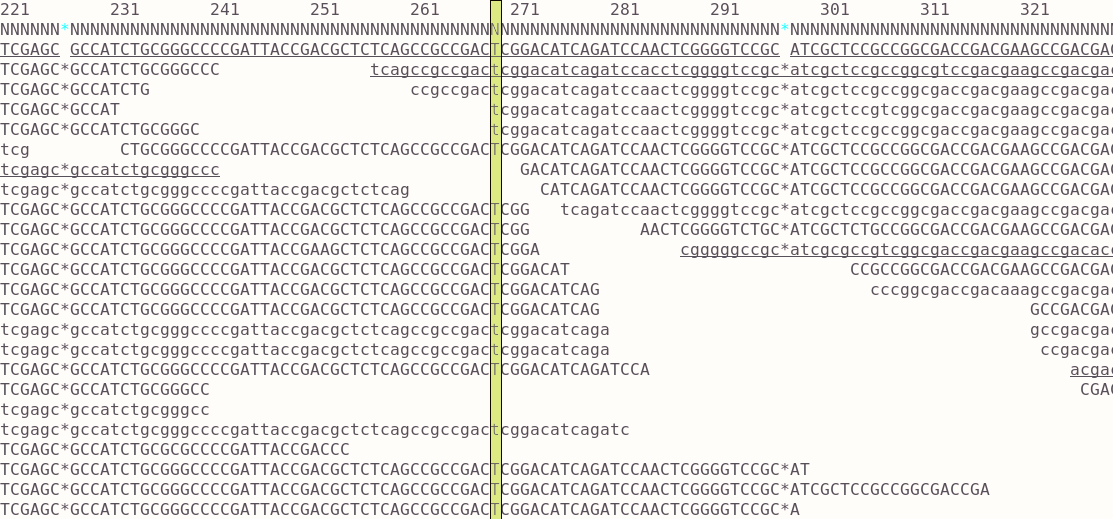 221 231 241 251 261 271 281 291 301 311 321
NNNNNN*NNNNNNNNNNNNNNNNNNNNNNNNNNNNNNNNNNNNNNNNNNNNNNNNNNNNNNNNNNNNNNNNNNNNNNN*NNNNNNNNNNNNNNNNNNNNNNNNNNNNNNNNN
TCGAGC GCCATCTGCGGGCCCCGATTACCGACGCTCTCAGCCGCCGACTCGGACATCAGATCCAACTCGGGGTCCGC ATCGCTCCGCCGGCGACCGACGAAGCCGACGAC
TCGAGC*GCCATCTGCGGGCCC tcagccgccgactcggacatcagatccacctcggggtccgc*atcgctccgccggcgtccgacgaagccgacgac
TCGAGC*GCCATCTG ccgccgactcggacatcagatccaactcggggtccgc*atcgctccgccggcgaccgacgaagccgacgac
TCGAGC*GCCAT tcggacatcagatccaactcggggtccgc*atcgctccgtcggcgaccgacgaagccgacgac
TCGAGC*GCCATCTGCGGGC tcggacatcagatccaactcggggtccgc*atcgctccgccggcgaccgacgaagccgacgac
tcg CTGCGGGCCCCGATTACCGACGCTCTCAGCCGCCGACTCGGACATCAGATCCAACTCGGGGTCCGC*ATCGCTCCGCCGGCGACCGACGAAGCCGACGAC
tcgagc*gccatctgcgggccc GACATCAGATCCAACTCGGGGTCCGC*ATCGCTCCGCCGGCGACCGACGAAGCCGACGAC
tcgagc*gccatctgcgggccccgattaccgacgctctcag CATCAGATCCAACTCGGGGTCCGC*ATCGCTCCGCCGGCGACCGACGAAGCCGACGAC
TCGAGC*GCCATCTGCGGGCCCCGATTACCGACGCTCTCAGCCGCCGACTCGG tcagatccaactcggggtccgc*atcgctccgccggcgaccgacgaagccgacgac
TCGAGC*GCCATCTGCGGGCCCCGATTACCGACGCTCTCAGCCGCCGACTCGG AACTCGGGGTCTGC*ATCGCTCTGCCGGCGACCGACGAAGCCGACGAC
TCGAGC*GCCATCTGCGGGCCCCGATTACCGAAGCTCTCAGCCGCCGACTCGGA cgggggccgc*atcgcgccgtcggcgaccgacgaagccgacacc
TCGAGC*GCCATCTGCGGGCCCCGATTACCGACGCTCTCAGCCGCCGACTCGGACAT CCGCCGGCGACCGACGAAGCCGACGAC
TCGAGC*GCCATCTGCGGGCCCCGATTACCGACGCTCTCAGCCGCCGACTCGGACATCAG cccggcgaccgacaaagccgacgac
TCGAGC*GCCATCTGCGGGCCCCGATTACCGACGCTCTCAGCCGCCGACTCGGACATCAG GCCGACGAC
tcgagc*gccatctgcgggccccgattaccgacgctctcagccgccgactcggacatcaga gccgacgac
tcgagc*gccatctgcgggccccgattaccgacgctctcagccgccgactcggacatcaga ccgacgac
TCGAGC*GCCATCTGCGGGCCCCGATTACCGACGCTCTCAGCCGCCGACTCGGACATCAGATCCA acgac
TCGAGC*GCCATCTGCGGGCC CGAC
tcgagc*gccatctgcgggcc
tcgagc*gccatctgcgggccccgattaccgacgctctcagccgccgactcggacatcagatc
TCGAGC*GCCATCTGCGCGCCCCGATTACCGACCC
TCGAGC*GCCATCTGCGGGCCCCGATTACCGACGCTCTCAGCCGCCGACTCGGACATCAGATCCAACTCGGGGTCCGC*AT
TCGAGC*GCCATCTGCGGGCCCCGATTACCGACGCTCTCAGCCGCCGACTCGGACATCAGATCCAACTCGGGGTCCGC*ATCGCTCCGCCGGCGACCGA
TCGAGC*GCCATCTGCGGGCCCCGATTACCGACGCTCTCAGCCGCCGACTCGGACATCAGATCCAACTCGGGGTCCGC*A